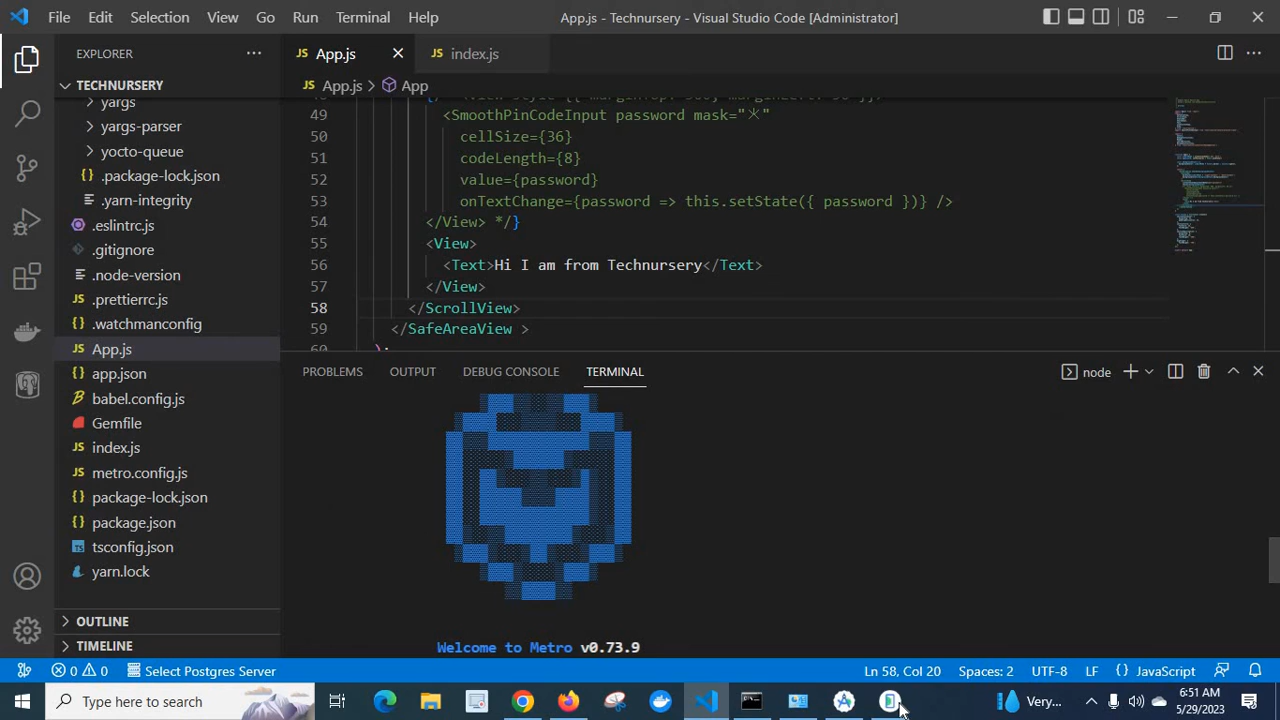 File Edit Selection View Go Run Terminal Help App.js - Technursery - Visual Studio Code [Administrator]
EXPLORER
App.js
index.js
TECHNURSERY
App.js > App
yargs
yargs-parser
yocto-queue
.package-lock.json
.yarn-integrity
.eslintrc.js
.gitignore
.node-version
.prettierrc.js
.watchmanconfig
App.js
app.json
babel.config.js
Gemfile
index.js
metro.config.js
package-lock.json
package.json
tsconfig.json
yarn.lock
OUTLINE
TIMELINE
49 <SmoothPinCodeInput password mask="﹡"
50 cellSize={36}
51 codeLength={8}
52 value={password}
53 onTextChange={password => this.setState({ password })} />
54 </View> */}
55 <View>
56 <Text>Hi I am from Technursery</Text>
57 </View>
58 </ScrollView>
59 </SafeAreaView >
60 );
PROBLEMS OUTPUT DEBUG CONSOLE TERMINAL node
Welcome to Metro v0.73.9
0 0 Select Postgres Server Ln 58, Col 20 Spaces: 2 UTF-8 LF {} JavaScript
Type here to search
Very...
6:51 AM
5/29/2023